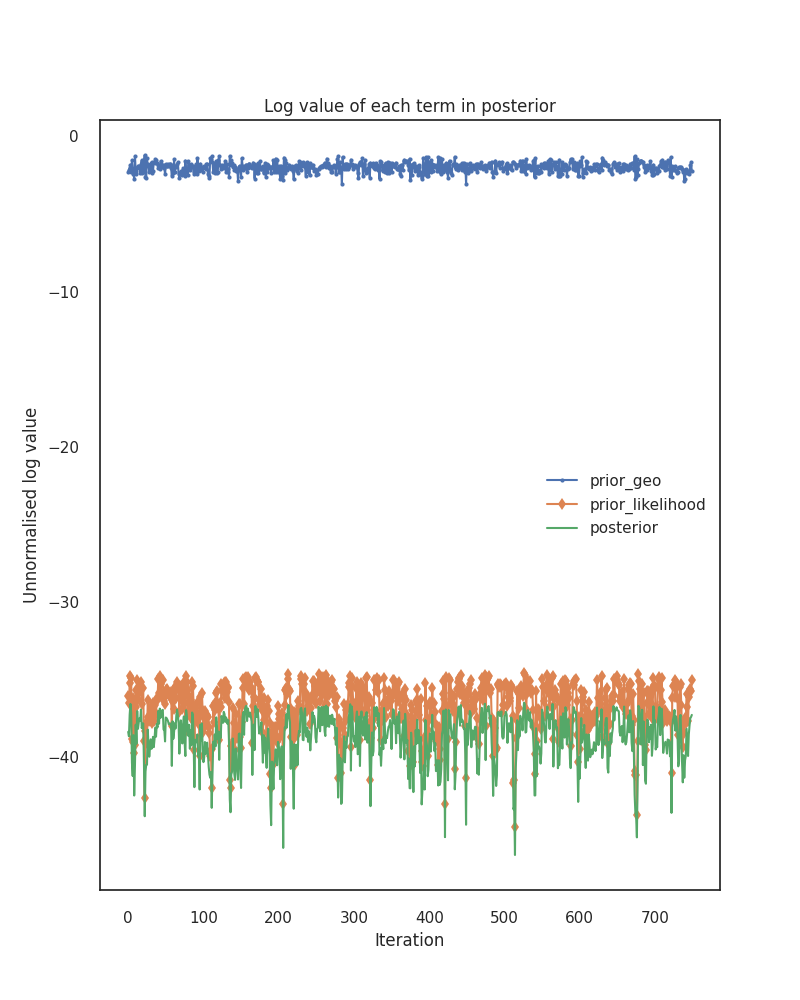 Log value of each term in posterior
Unnormalised log value
0
−10
−20
−30
−40
prior_geo
prior_likelihood
posterior
0 100 200 300 400 500 600 700
Iteration